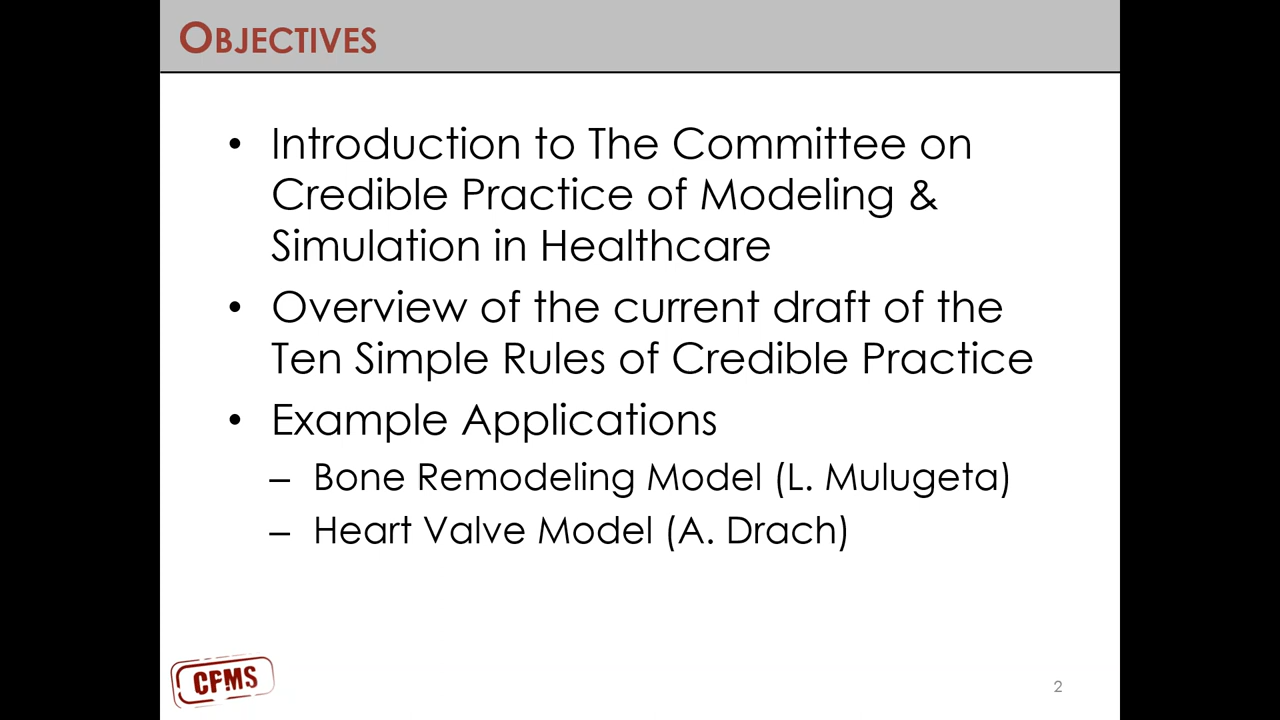 OBJECTIVES
• Introduction to The Committee on
Credible Practice of Modeling &
Simulation in Healthcare
• Overview of the current draft of the
Ten Simple Rules of Credible Practice
• Example Applications
– Bone Remodeling Model (L. Mulugeta)
– Heart Valve Model (A. Drach)
CPMS
2